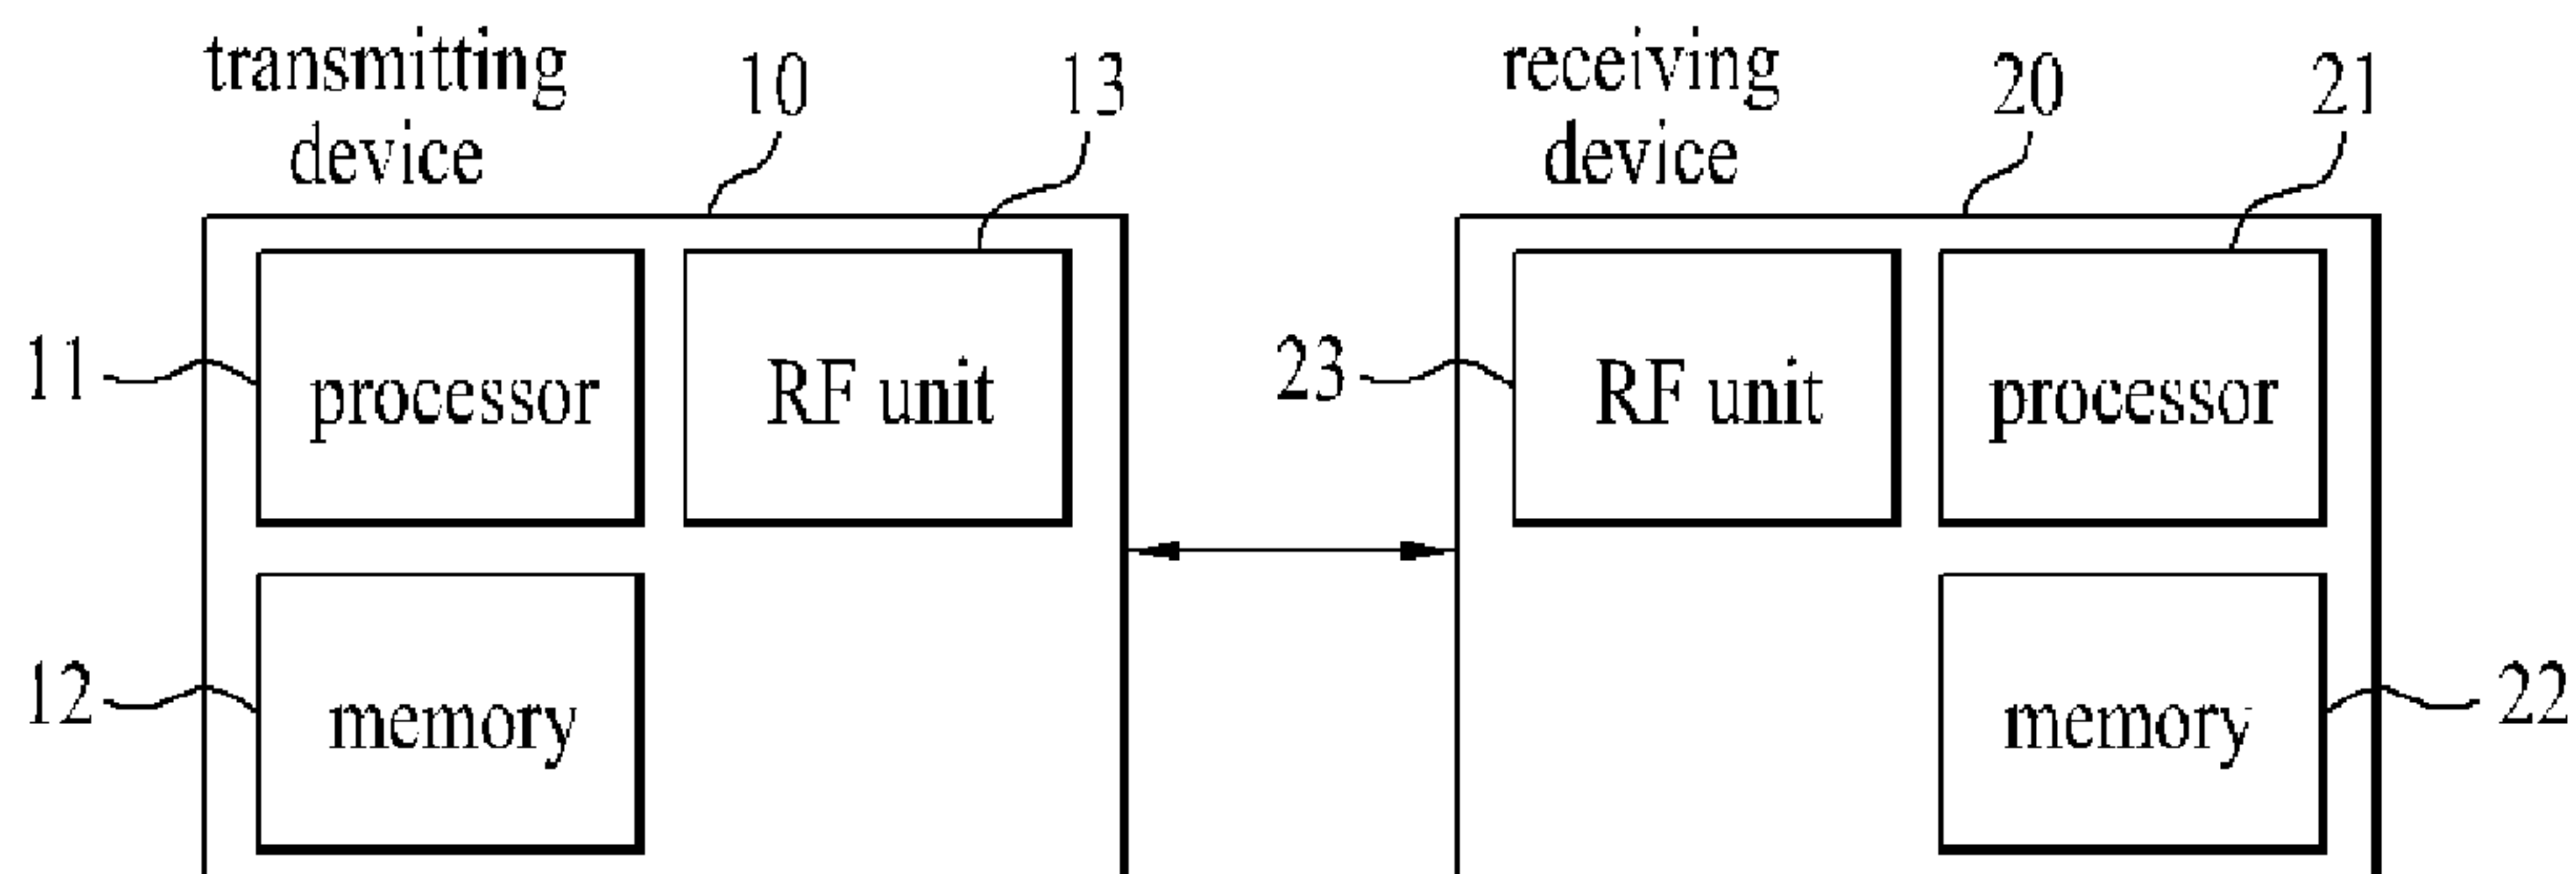 transmitting
device
10
13
receiving
device
20
21
11
processor
RF unit
23
RF unit
processor
12
memory
memory
22